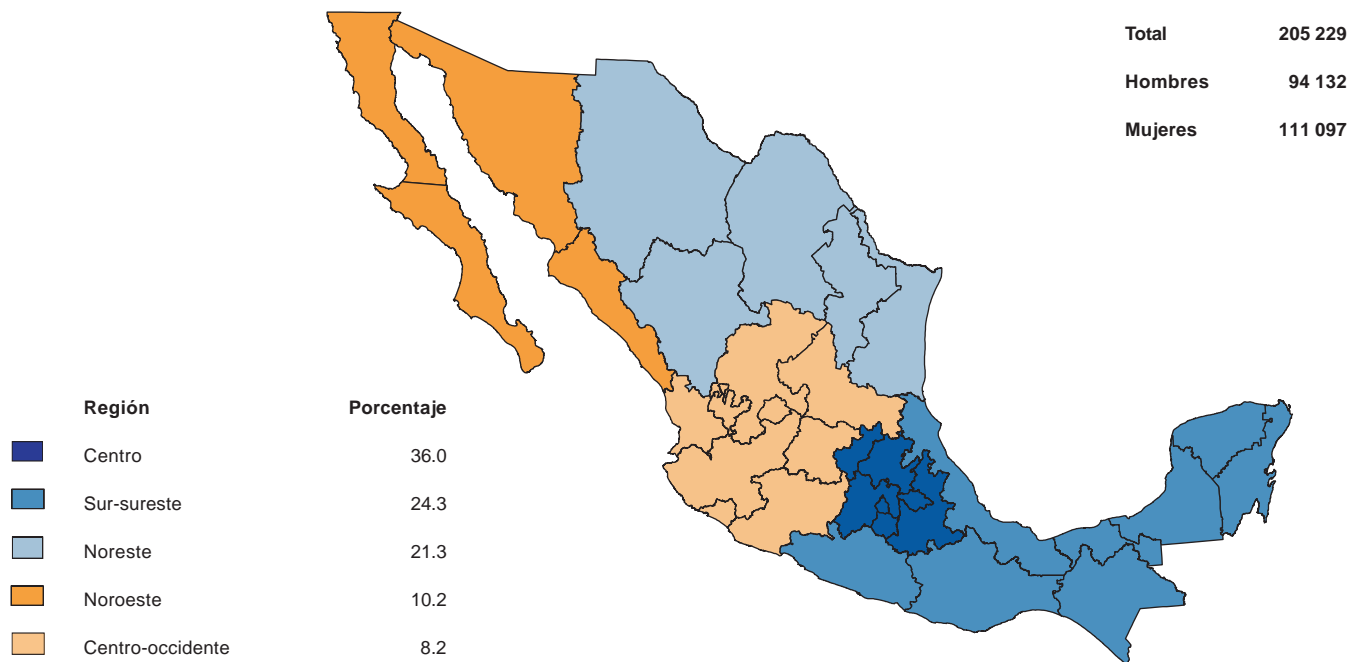 Total 205 229
Hombres 94 132
Mujeres 111 097
Región Porcentaje
Centro 36.0
Sur-sureste 24.3
Noreste 21.3
Noroeste 10.2
Centro-occidente 8.2